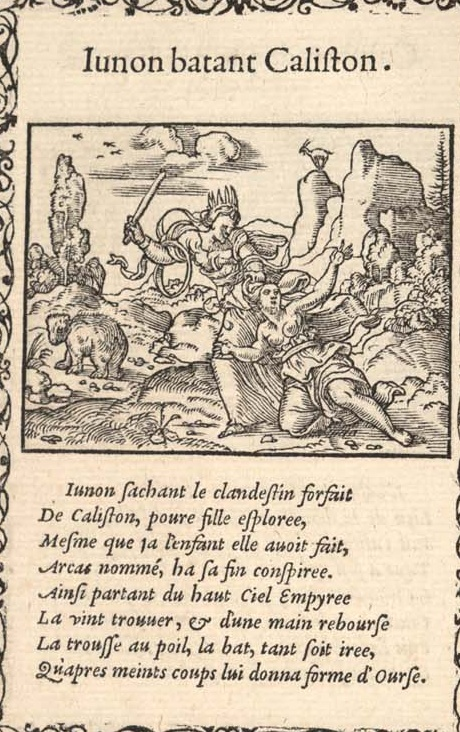 Iunon batant Caliſton.
Iunon ſachant le clandeſtin forfait
De Caliſton, poure fille eſploree,
Meſme que ja l'enfant elle auoit fait,
Arcas nommé, ha ſa fin conſpiree.
Ainſi partant du haut Ciel Empyree
La vint trouuer, & d'une main rebourſe
La trouſſe au poil, la bat, tant ſoit iree,
Qu'apres meints coups lui donna forme d'Ourſe.